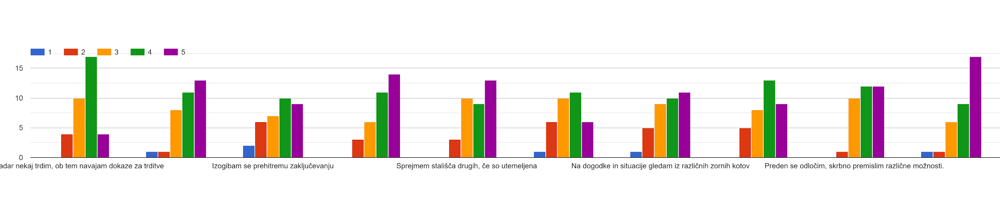 1 2 3 4 5
15
10
5
0
nekaj trdim, ob tem navajam dokaze za trditve
Izogibam se prehitremu zaključevanju
Sprejmem stališča drugih, če so utemeljena
Na dogodke in situacije gledam iz različnih zornih kotov
Preden se odločim, skrbno premislim različne možnosti.